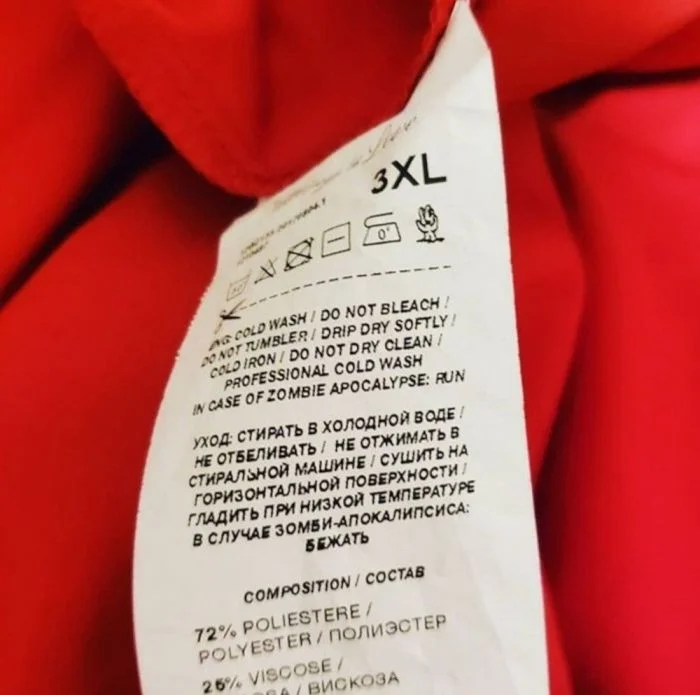 3XL
ENG: COLD WASH / DO NOT BLEACH /
DO NOT TUMBLER / DRIP DRY SOFTLY /
COLD IRON / DO NOT DRY CLEAN /
PROFESSIONAL COLD WASH
IN CASE OF ZOMBIE APOCALYPSE: RUN
УХОД: СТИРАТЬ В ХОЛОДНОЙ ВОДЕ /
НЕ ОТБЕЛИВАТЬ / НЕ ОТЖИМАТЬ В
СТИРАЛЬНОЙ МАШИНЕ / СУШИТЬ НА
ГОРИЗОНТАЛЬНОЙ ПОВЕРХНОСТИ /
ГЛАДИТЬ ПРИ НИЗКОЙ ТЕМПЕРАТУРЕ
В СЛУЧАЕ ЗОМБИ-АПОКАЛИПСИСА:
БЕЖАТЬ
COMPOSITION / СОСТАВ
72% POLIESTERE /
POLYESTER / ПОЛИЭСТЕР
25% VISCOSE /
/ ВИСКОЗА